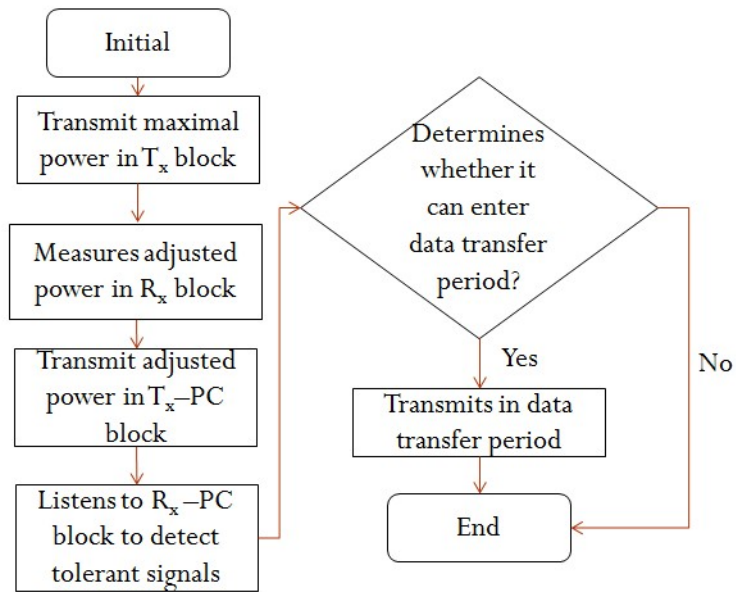 Initial
Transmit maximal
power in Tₓ block
Measures adjusted
power in Rₓ block
Transmit adjusted
power in Tₓ–PC
block
Listens to Rₓ–PC
block to detect
tolerant signals
Determines
whether it
can enter
data transfer
period?
Yes
No
Transmits in data
transfer period
End